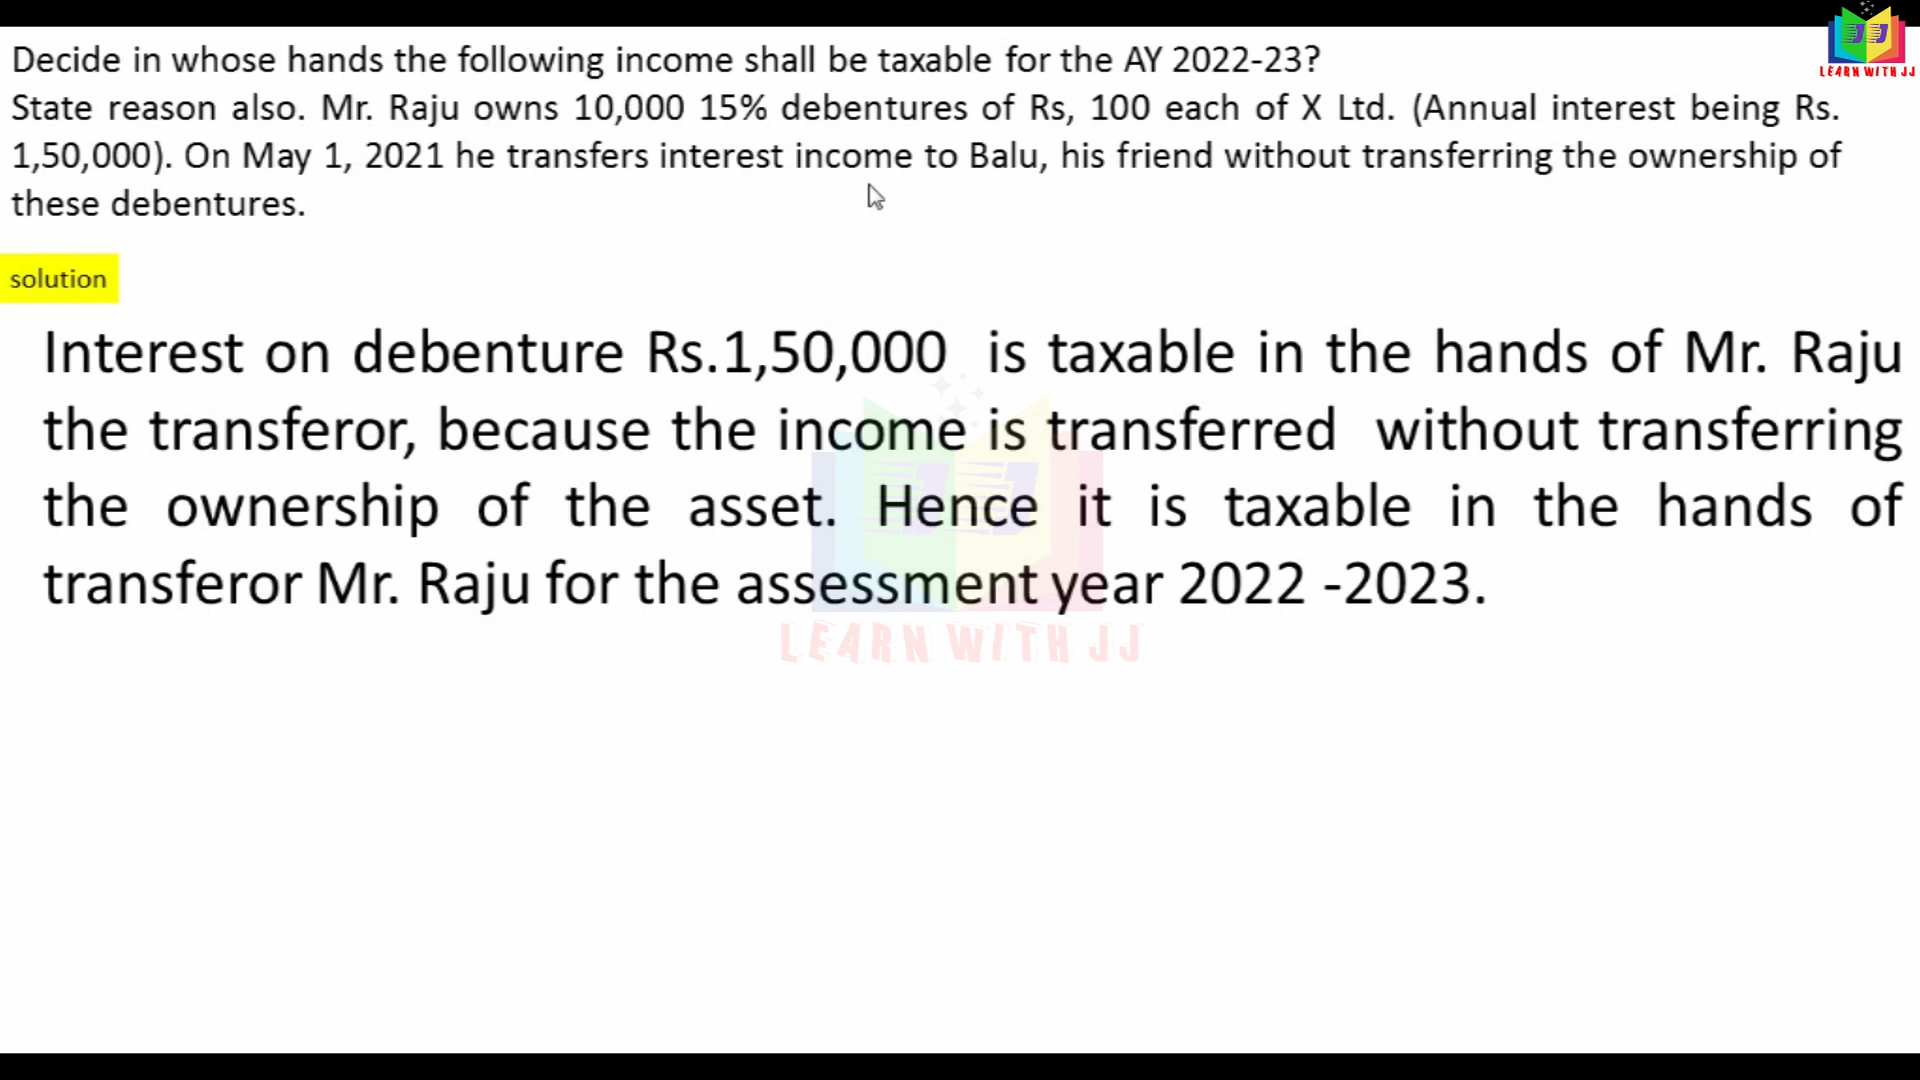 LEARN WITH JJ
Decide in whose hands the following income shall be taxable for the AY 2022-23?
State reason also. Mr. Raju owns 10,000 15% debentures of Rs, 100 each of X Ltd. (Annual interest being Rs.
1,50,000). On May 1, 2021 he transfers interest income to Balu, his friend without transferring the ownership of
these debentures.
solution
Interest on debenture Rs.1,50,000 is taxable in the hands of Mr. Raju
the transferor, because the income is transferred without transferring
the ownership of the asset. Hence it is taxable in the hands of
transferor Mr. Raju for the assessment year 2022 -2023.
LEARN WITH JJ